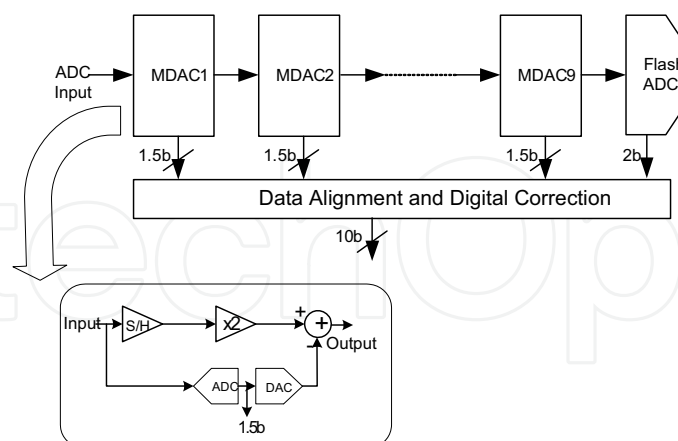 ADC
Input
MDAC1
MDAC2
MDAC9
Flash
ADC
1.5b
1.5b
1.5b
2b
Data Alignment and Digital Correction
10b
Input
S/H
x2
+
+
-
Output
ADC
DAC
1.5b
techOp